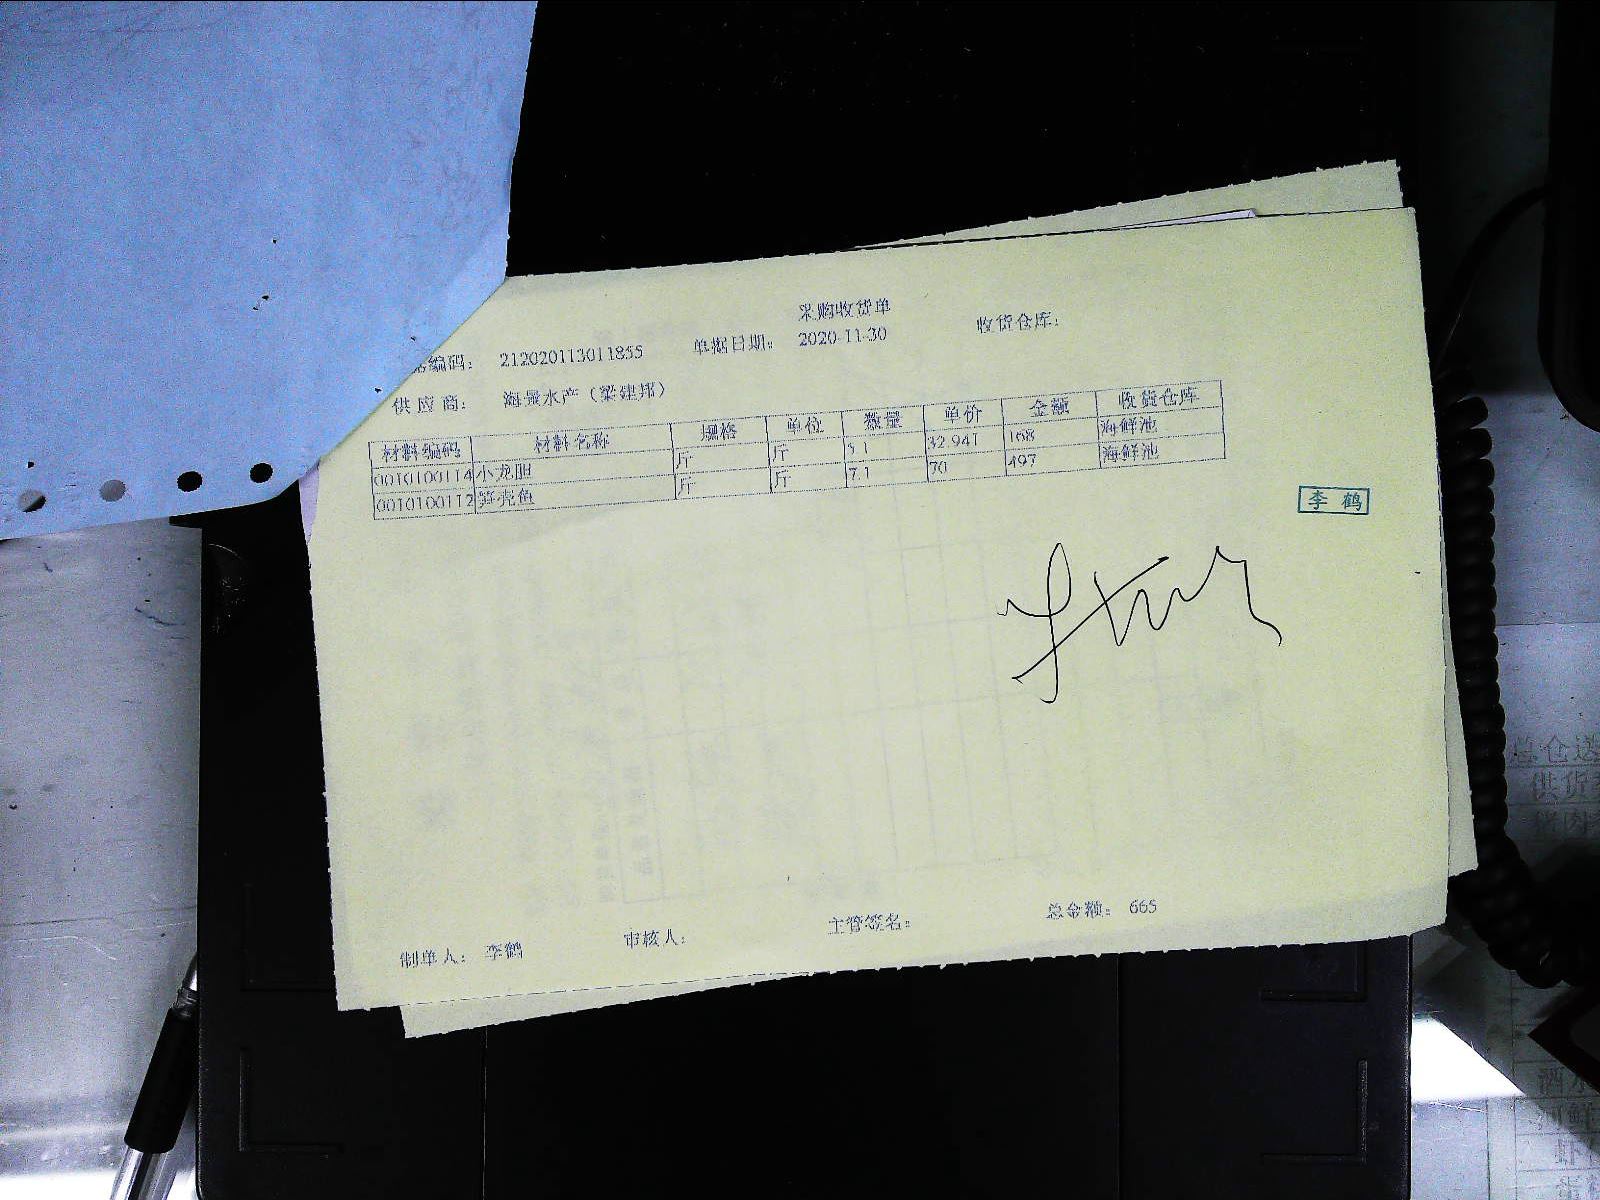 采购收货单
据编码： 212020113011855 单据日期： 2020-11-30 收货仓库：
供应商： 海景水产（梁建邦）
材料编码 材料名称 规格 单位 数量 单价 金额 收货仓库
0010100114 小龙胆 斤 斤 5.1 32.941 168 海鲜池
0010100112 笋壳鱼 斤 斤 7.1 70 497 海鲜池
李鹤
制单人： 李鹤 审核人： 主管签名： 总金额： 665
供货